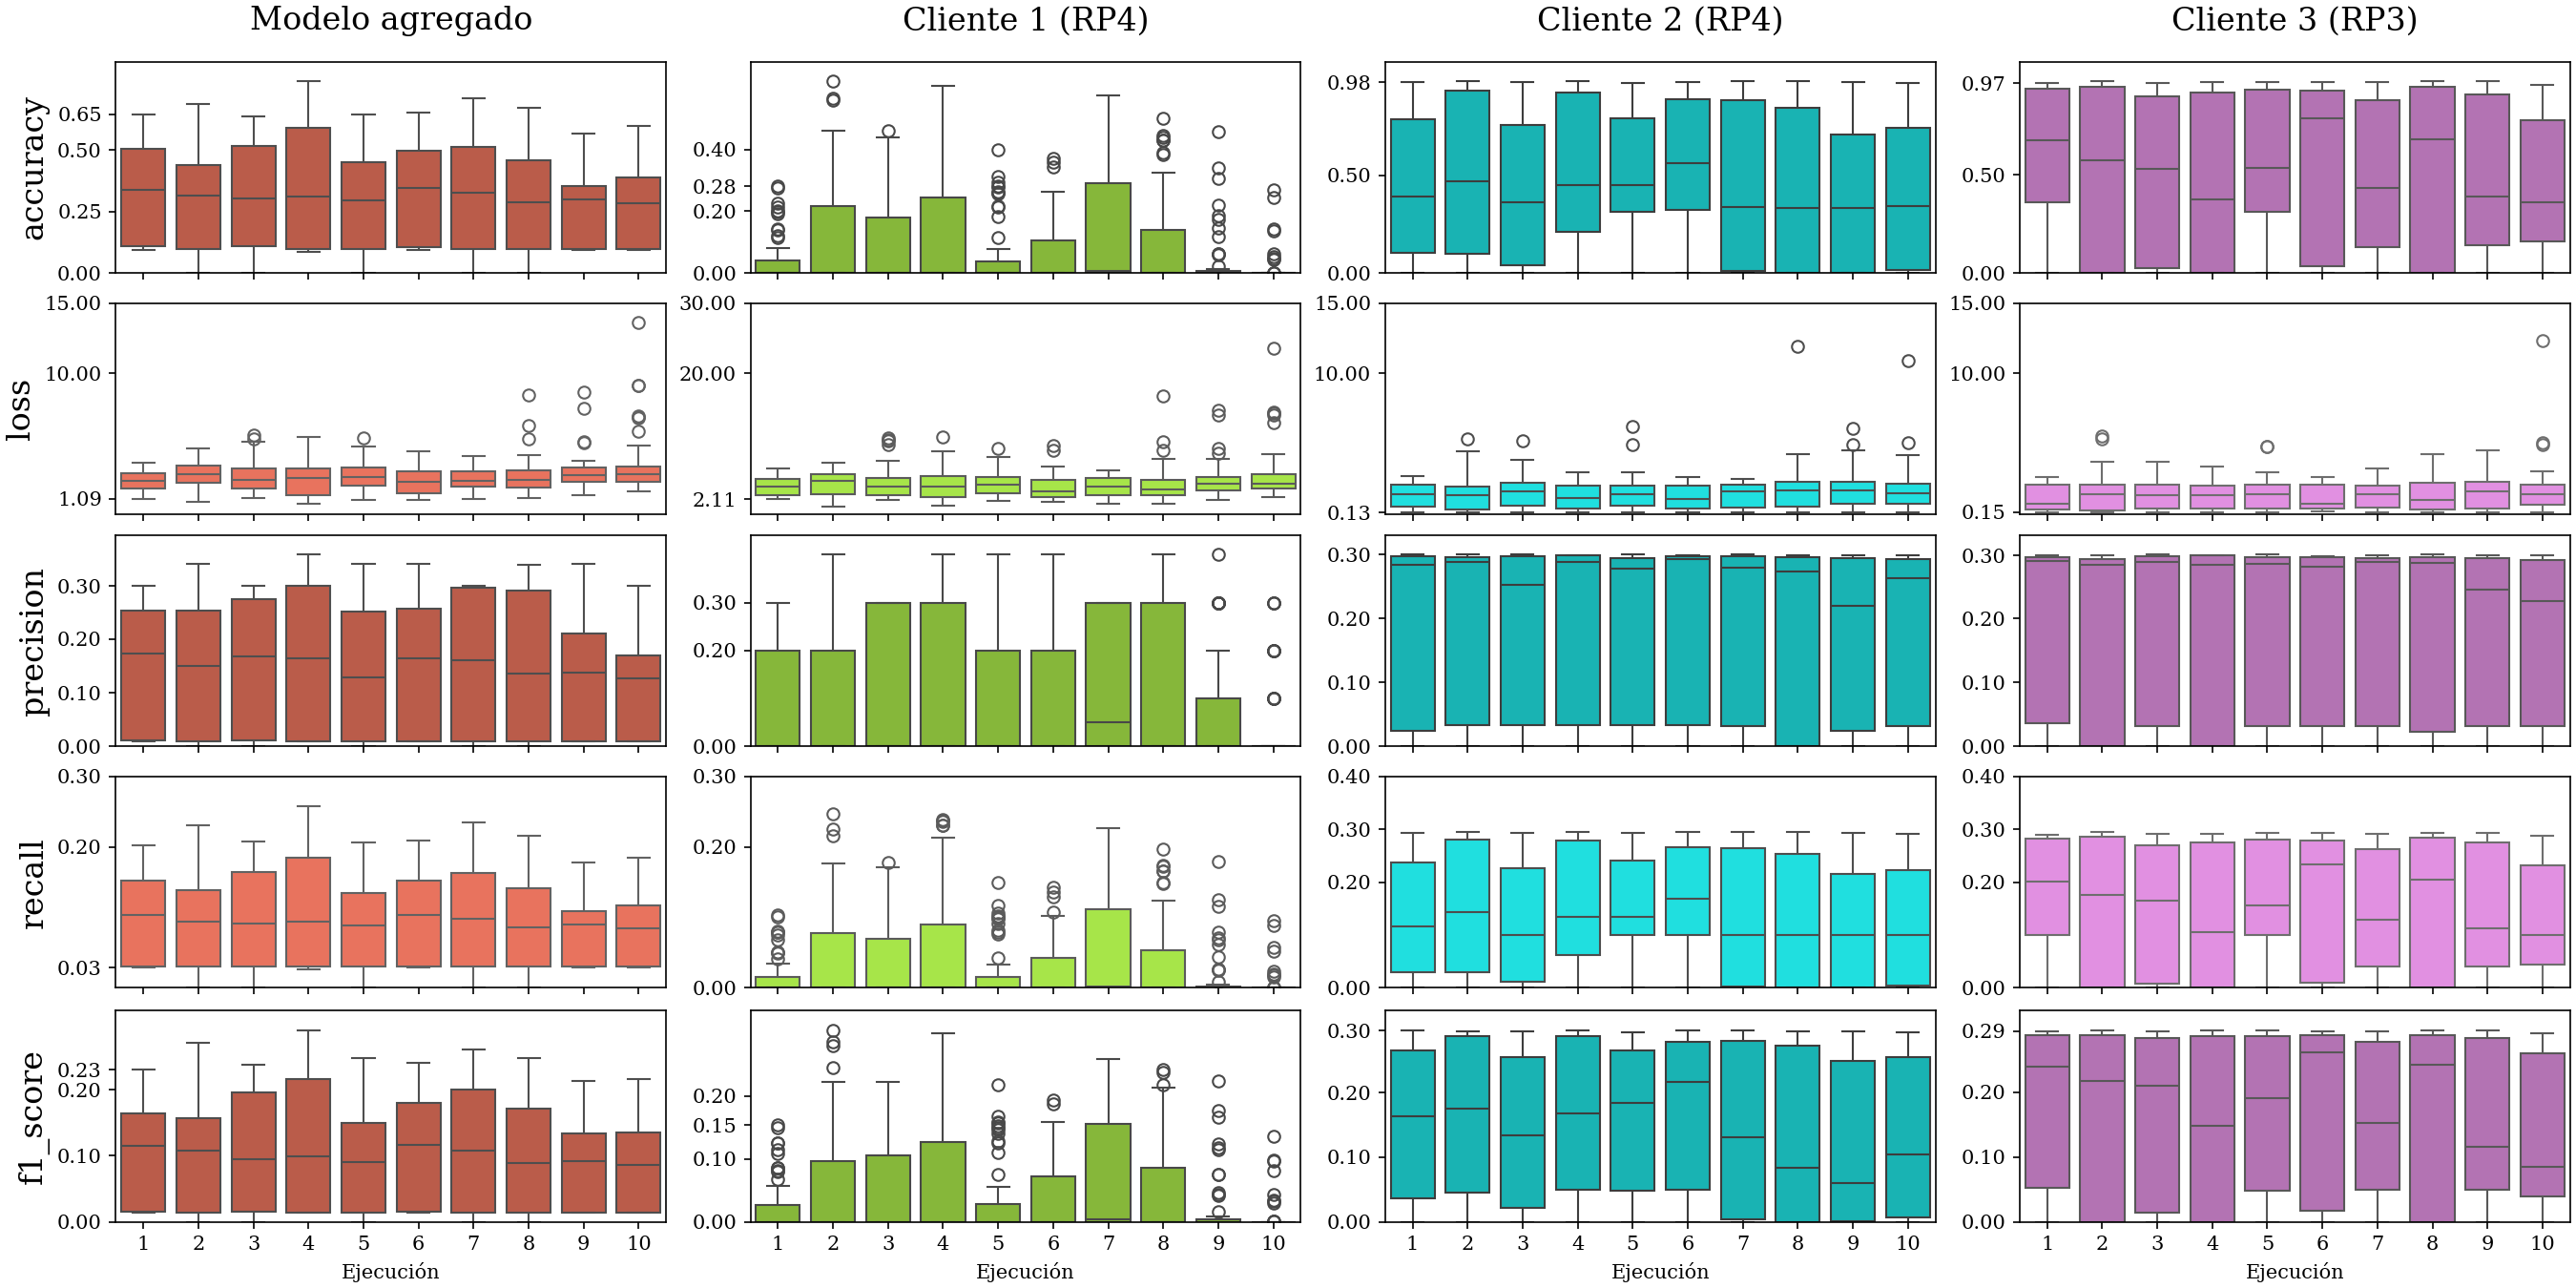 Modelo agregado Cliente 1 (RP4) Cliente 2 (RP4) Cliente 3 (RP3)
accuracy
0.65 0.50 0.25 0.00
0.40 0.28 0.20 0.00
0.98 0.50 0.00
0.97 0.50 0.00
loss
15.00 10.00 1.09
30.00 20.00 2.11
15.00 10.00 0.13
15.00 10.00 0.15
precision
0.30 0.20 0.10 0.00
0.30 0.20 0.00
0.30 0.20 0.10 0.00
0.30 0.20 0.10 0.00
recall
0.30 0.20 0.03
0.30 0.20 0.00
0.40 0.30 0.20 0.00
0.40 0.30 0.20 0.00
f1_score
0.23 0.20 0.10 0.00
0.20 0.15 0.10 0.00
0.30 0.20 0.10 0.00
0.29 0.20 0.10 0.00
1 2 3 4 5 6 7 8 9 10
1 2 3 4 5 6 7 8 9 10
1 2 3 4 5 6 7 8 9 10
1 2 3 4 5 6 7 8 9 10
Ejecución Ejecución Ejecución Ejecución